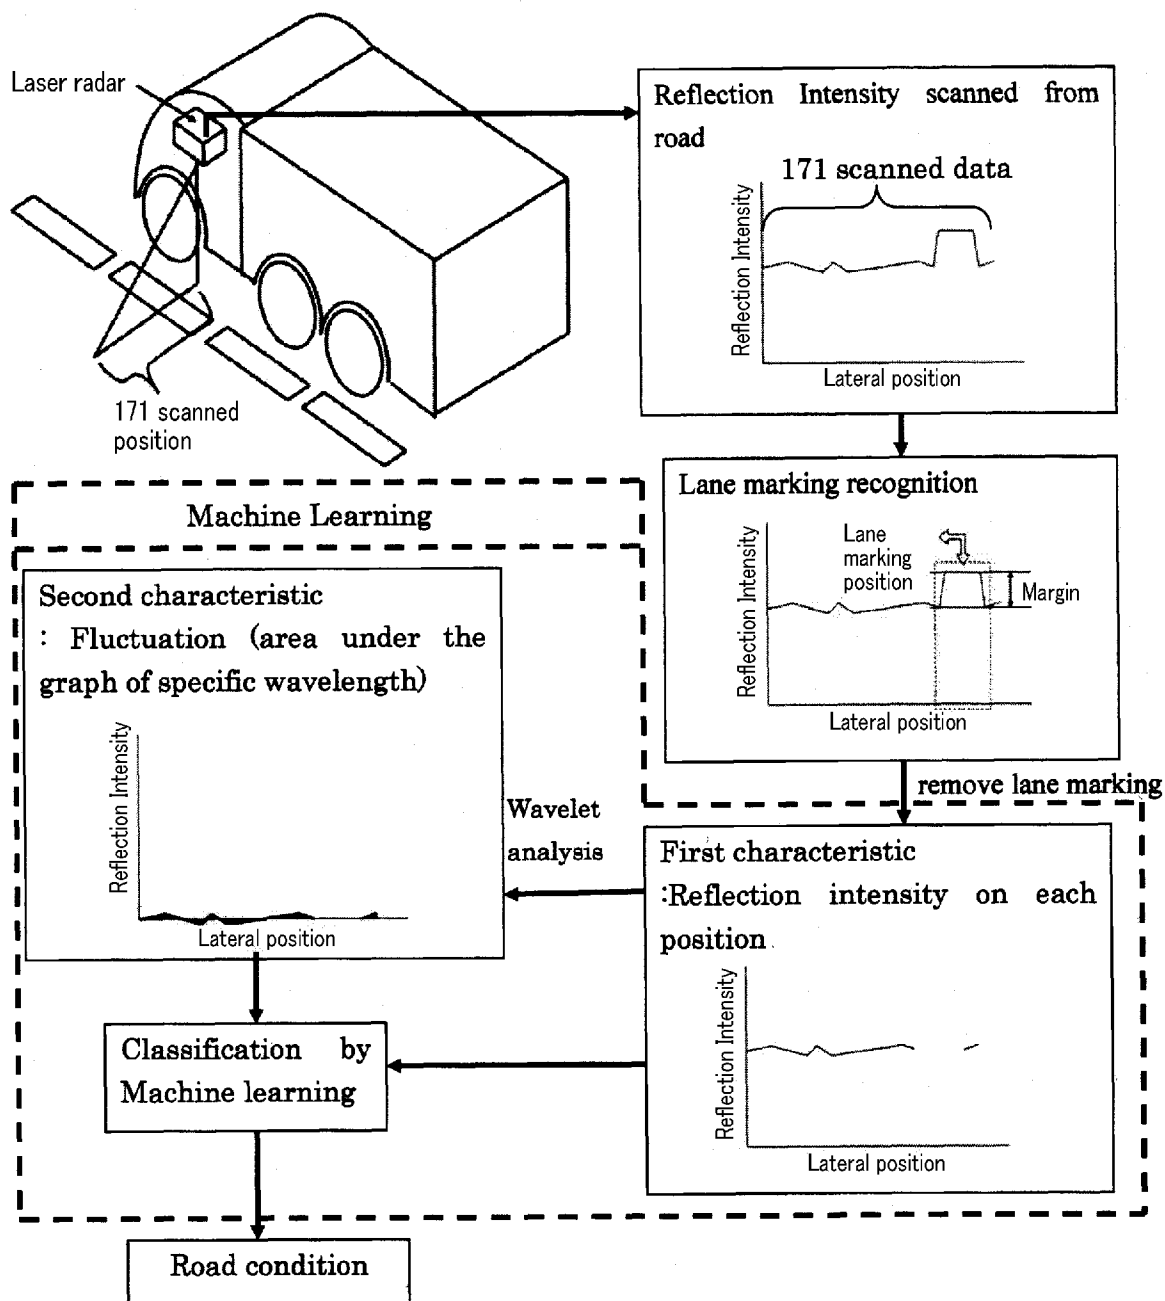 Laser radar
171 scanned
position
Reflection Intensity scanned from
road
171 scanned data
Reflection Intensity
Lateral position
Lane marking recognition
Lane
marking
position
Margin
Reflection Intensity
Lateral position
remove lane marking
Machine Learning
Second characteristic
: Fluctuation (area under the
graph of specific wavelength)
Reflection Intensity
Lateral position
Wavelet
analysis
First characteristic
:Reflection intensity on each
position
Reflection Intensity
Lateral position
Classification by
Machine learning
Road condition